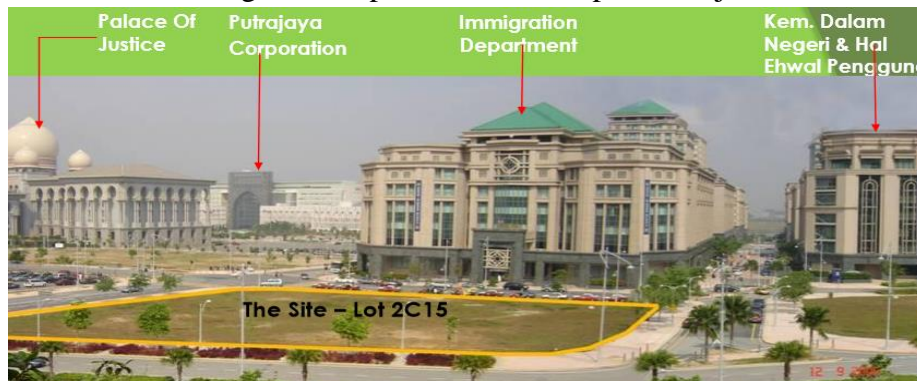 Palace Of
Justice
Putrajaya
Corporation
Immigration
Department
Kem. Dalam
Negeri & Hal
Ehwal Penggun
The Site – Lot 2C15
12 9